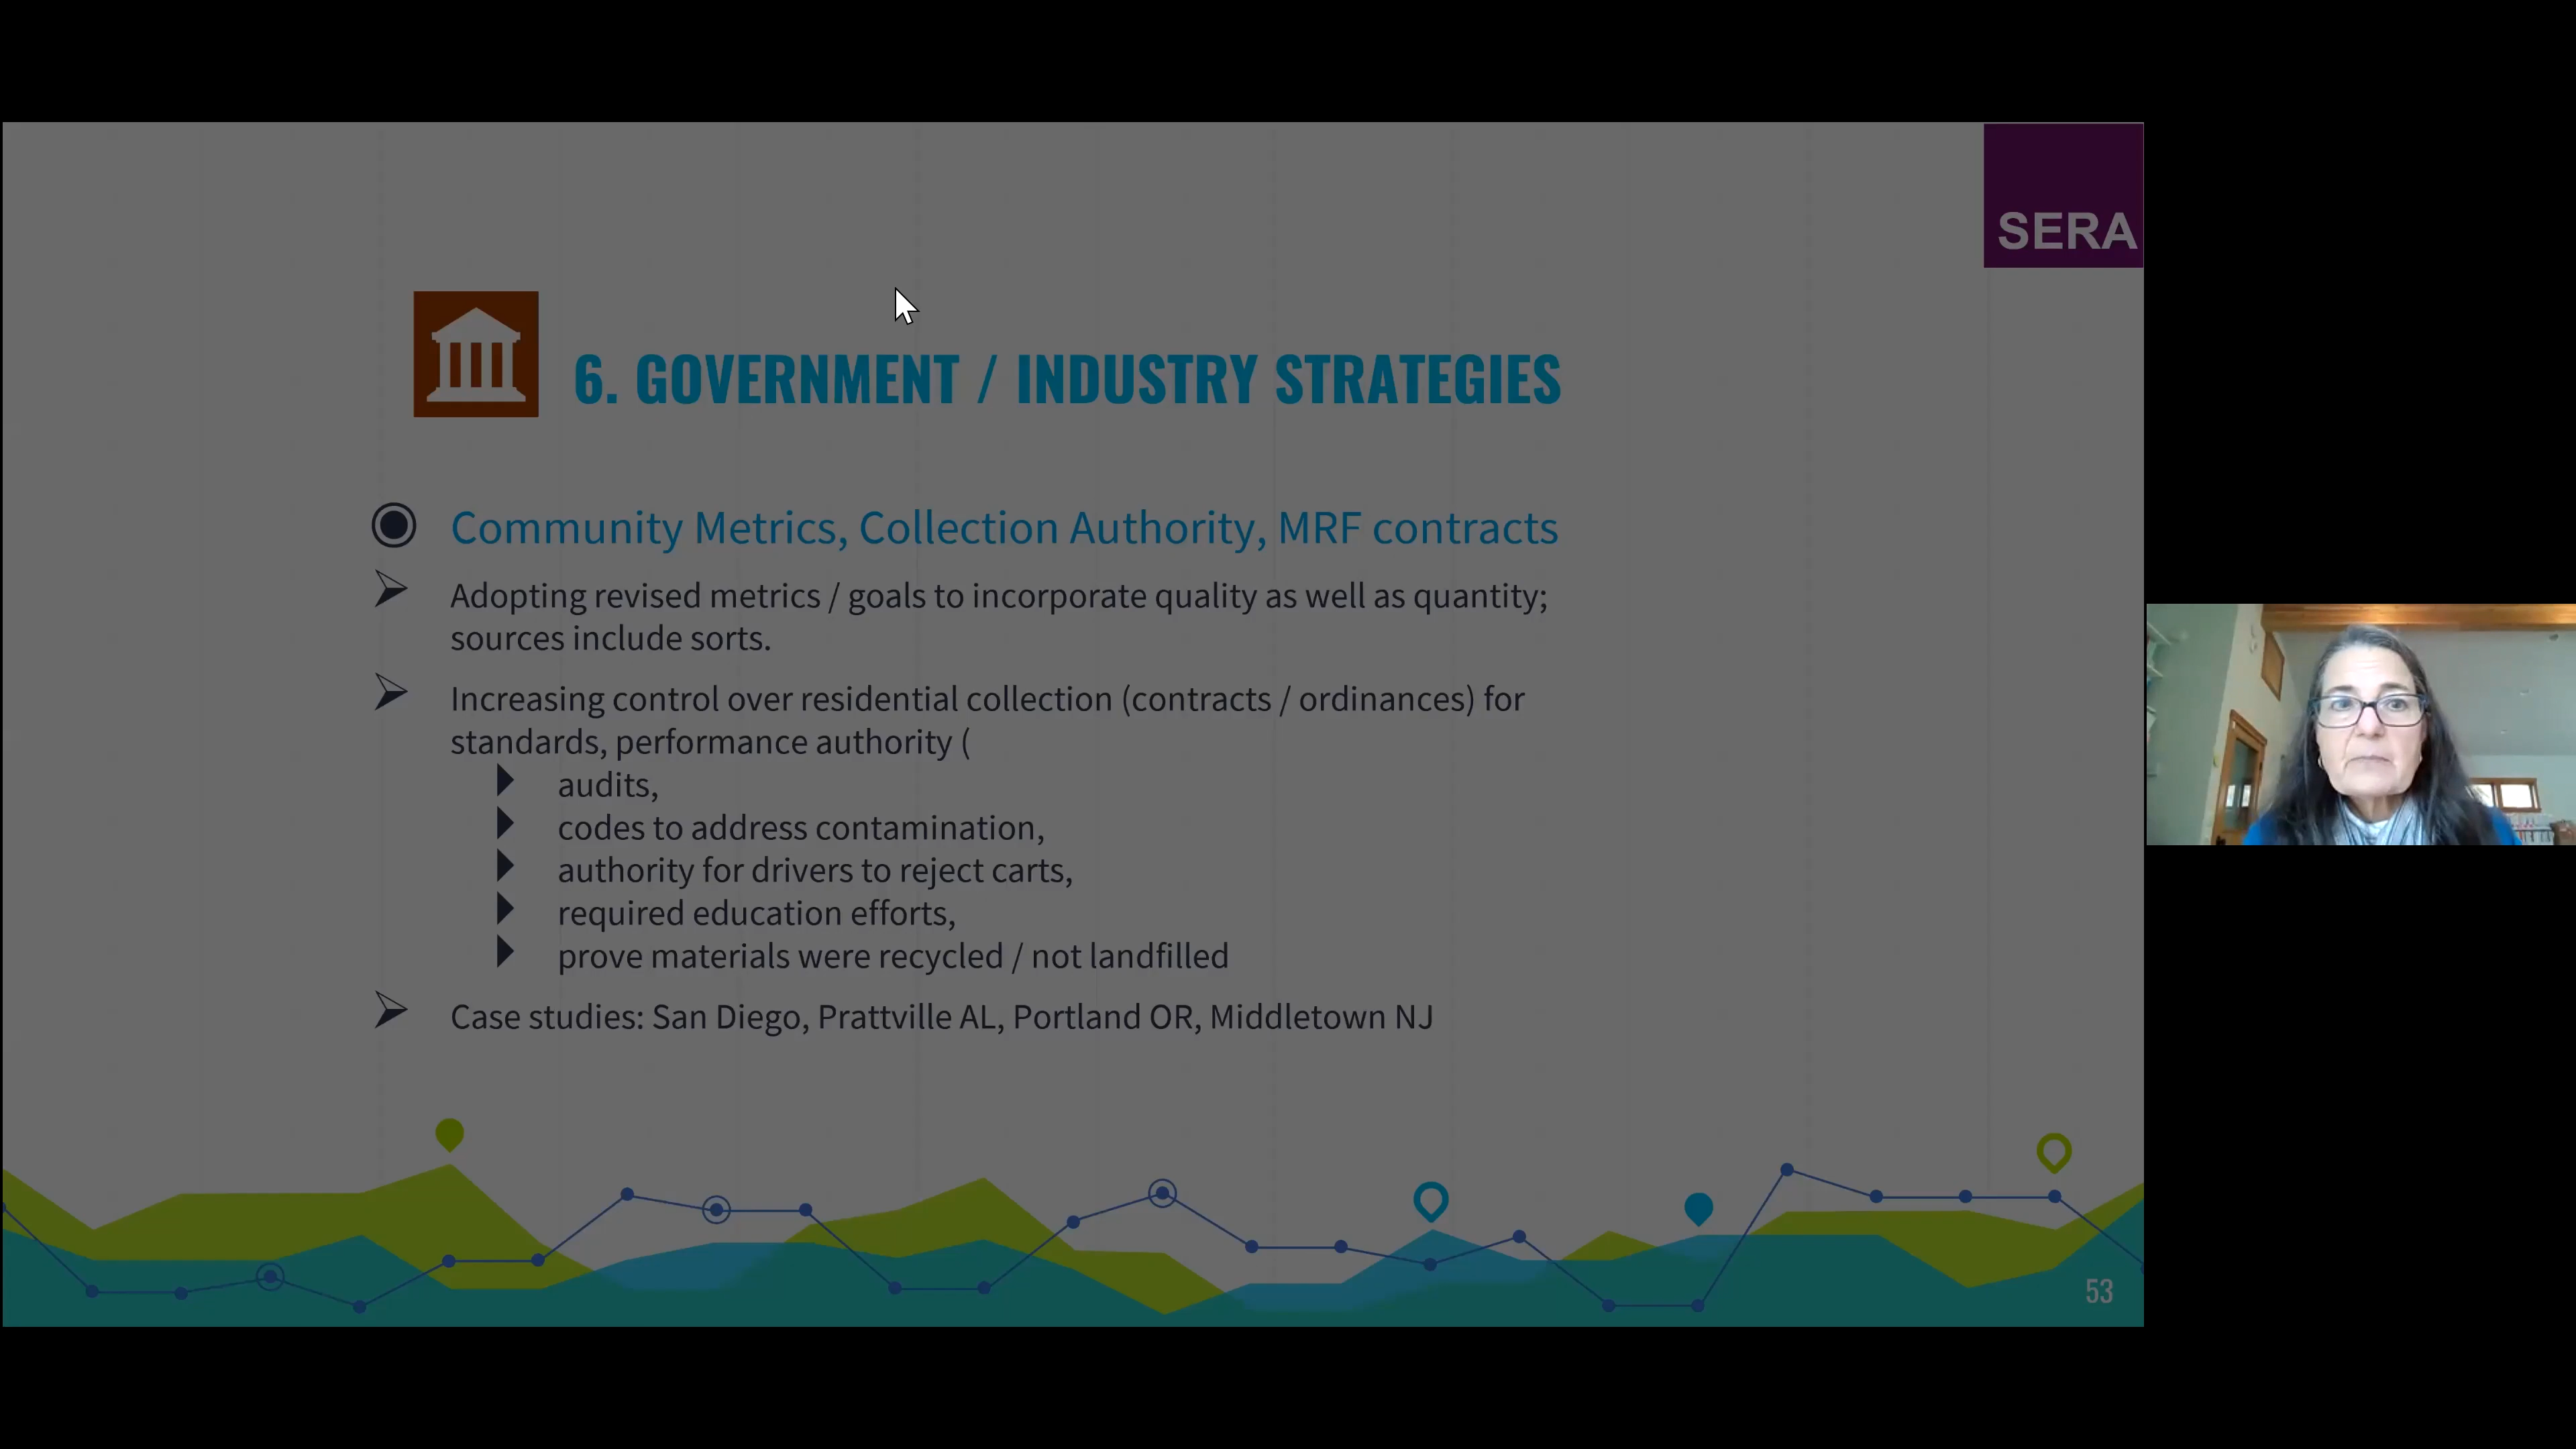 SERA
6. GOVERNMENT / INDUSTRY STRATEGIES
Community Metrics, Collection Authority, MRF contracts
Adopting revised metrics / goals to incorporate quality as well as quantity;
sources include sorts.
Increasing control over residential collection (contracts / ordinances) for
standards, performance authority (
audits,
codes to address contamination,
authority for drivers to reject carts,
required education efforts,
prove materials were recycled / not landfilled
Case studies: San Diego, Prattville AL, Portland OR, Middletown NJ
53